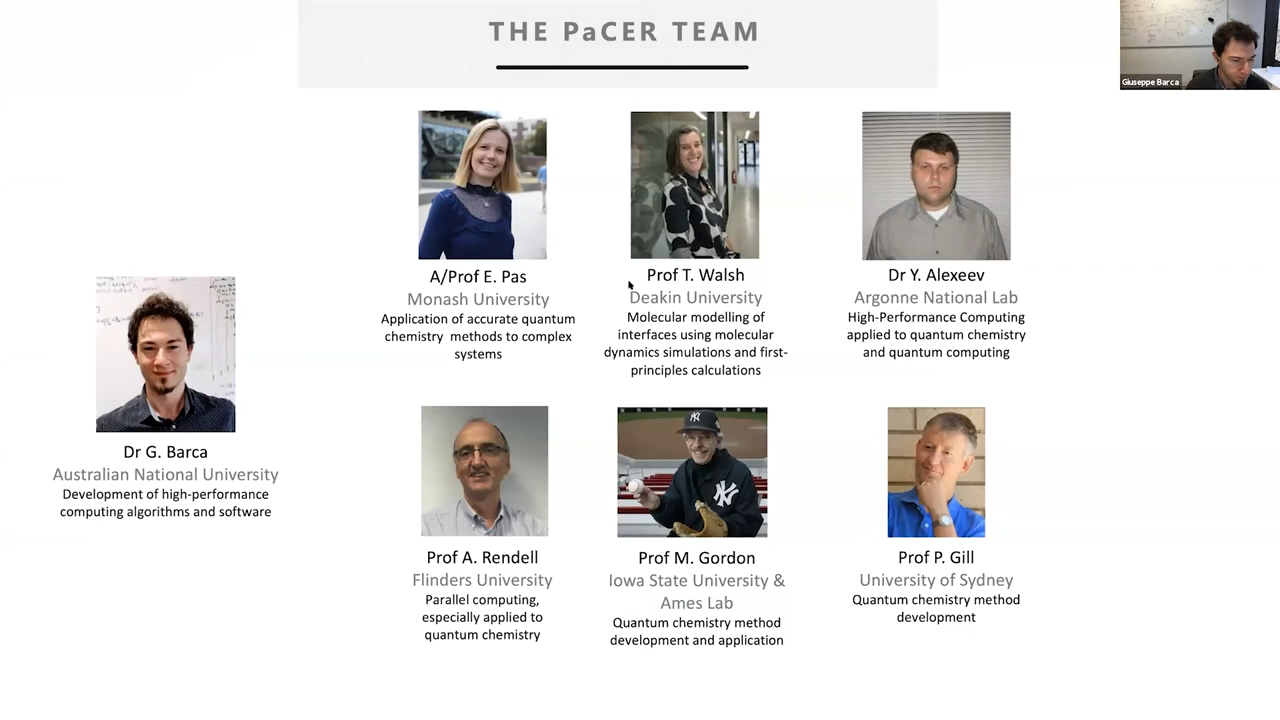 THE PaCER TEAM
Giuseppe Barca
A/Prof E. Pas
Monash University
Application of accurate quantum
chemistry methods to complex
systems
Prof T. Walsh
Deakin University
Molecular modelling of
interfaces using molecular
dynamics simulations and first-
principles calculations
Dr Y. Alexeev
Argonne National Lab
High-Performance Computing
applied to quantum chemistry
and quantum computing
Dr G. Barca
Australian National University
Development of high-performance
computing algorithms and software
Prof A. Rendell
Flinders University
Parallel computing,
especially applied to
quantum chemistry
Prof M. Gordon
Iowa State University &
Ames Lab
Quantum chemistry method
development and application
Prof P. Gill
University of Sydney
Quantum chemistry method
development